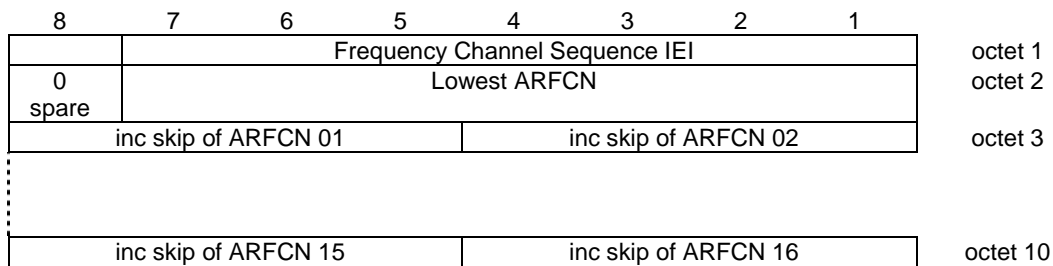 8 7 6 5 4 3 2 1
Frequency Channel Sequence IEI octet 1
0 Lowest ARFCN octet 2
spare
inc skip of ARFCN 01 inc skip of ARFCN 02 octet 3
inc skip of ARFCN 15 inc skip of ARFCN 16 octet 10